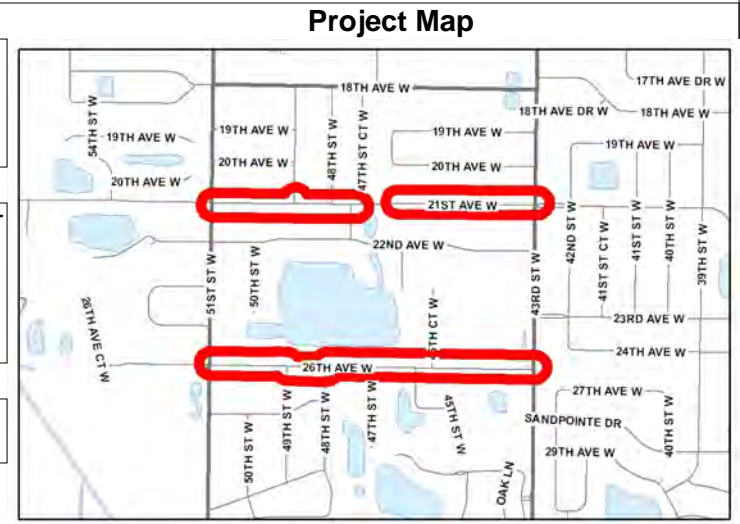 Project Map
17TH AVE DR W
18TH AVE W
18TH AVE DR W
18TH AVE W
54TH ST W
19TH AVE W
19TH AVE W
48TH ST W
47TH ST CT W
19TH AVE W
19TH AVE W
20TH AVE W
20TH AVE W
20TH AVE W
21ST AVE W
42ND ST W
41ST ST CT W
41ST ST W
40TH ST W
39TH ST W
22ND AVE W
51ST ST W
50TH ST W
43RD ST W
26TH AVE CT W
23RD AVE W
24TH AVE W
26TH AVE W
27TH AVE W
50TH ST W
49TH ST W
48TH ST W
47TH ST W
45TH ST W
SANDPOINTE DR
40TH ST W
29TH AVE W
OAK LN